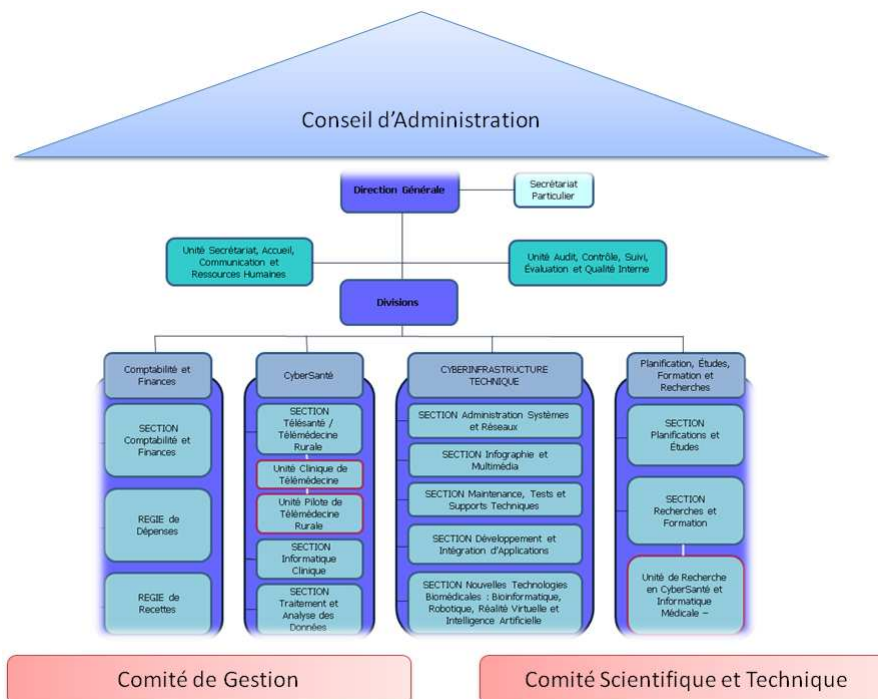 Conseil d'Administration
Direction Générale
Secrétariat
Particulier
Unité Secrétariat, Accueil,
Communication et
Ressources Humaines
Unité Audit, Contrôle, Suivi,
Évaluation et Qualité Interne
Divisions
Comptabilité et
Finances
SECTION
Comptabilité et
Finances
REGIE de
Dépenses
REGIE de
Recettes
CyberSanté
SECTION
Télésanté /
Télémédecine
Rurale
Unité Clinique de
Télémédecine
Unité Pilote de
Télémédecine
Rurale
SECTION
Informatique
Clinique
SECTION
Traitement et
Analyse des
Données
CYBERINFRASTRUCTURE
TECHNIQUE
SECTION Administration Systèmes
et Réseaux
SECTION Infographie et
Multimédia
SECTION Maintenance, Tests et
Supports Techniques
SECTION Développement et
Intégration d'Applications
SECTION Nouvelles Technologies
Biomédicales : Bioinformatique,
Robotique, Réalité Virtuelle et
Intelligence Artificielle
Planification, Études,
Formation et
Recherches
SECTION
Planifications et
Études
SECTION
Recherches et
Formation
Unité de Recherche
en CyberSanté et
Informatique
Médicale –
Comité de Gestion
Comité Scientifique et Technique